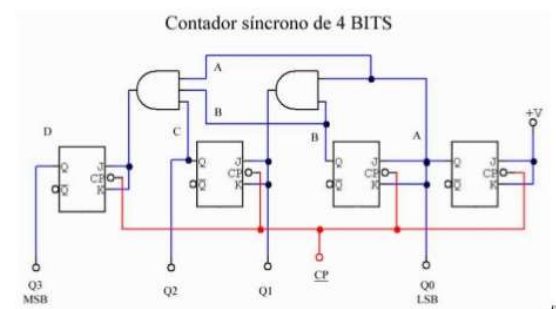 Contador síncrono de 4 BITS
A
B
C
B
A
+V
D
Q J
CP
Q K
Q J
CP
Q K
Q J
CP
Q K
Q J
CP
Q K
CP
Q3
MSB
Q2
Q1
Q0
LSB